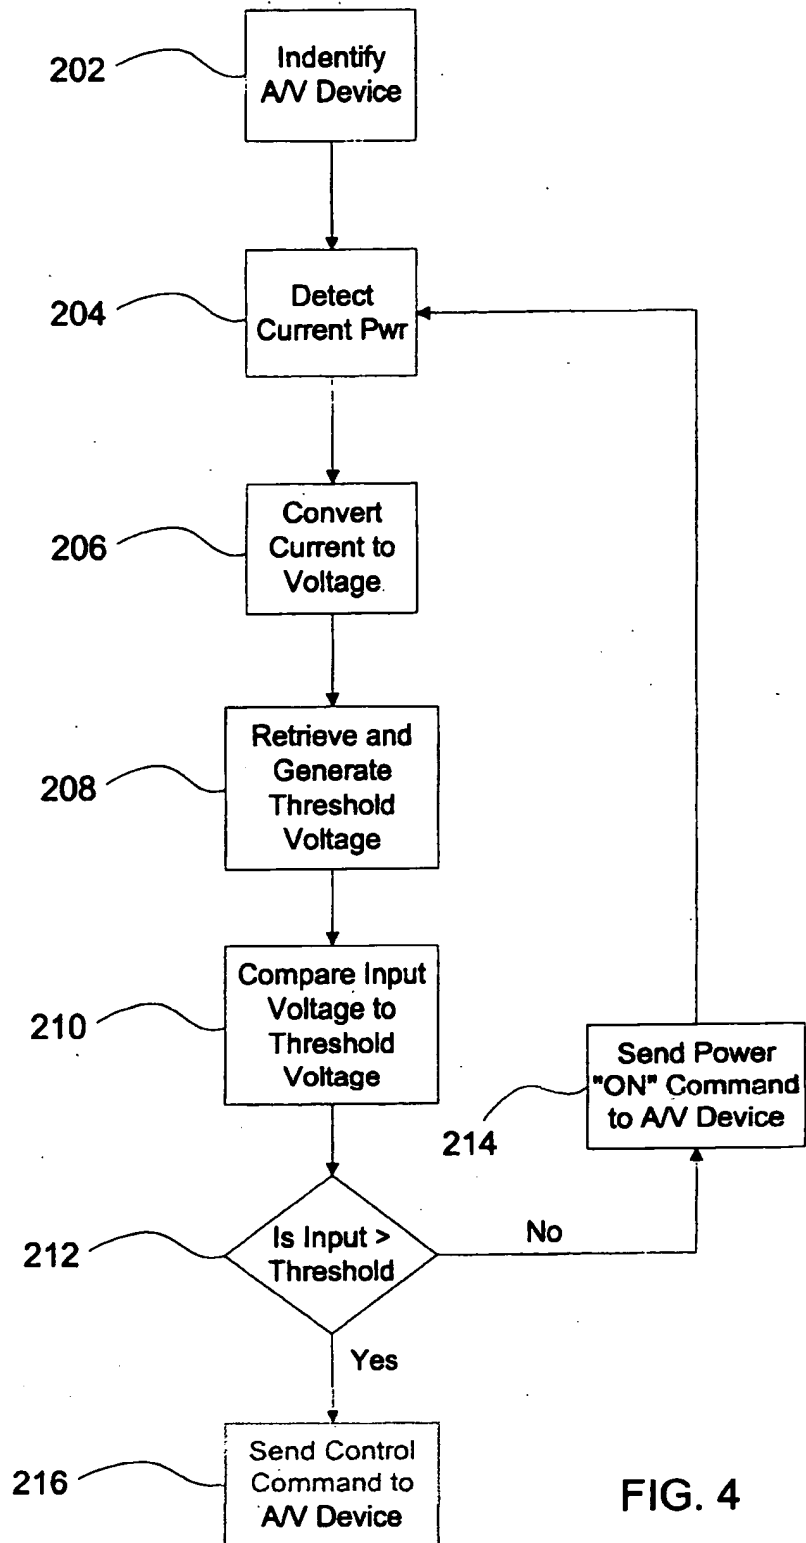 202
Indentify
A/V Device
204
Detect
Current Pwr
206
Convert
Current to
Voltage
208
Retrieve and
Generate
Threshold
Voltage
210
Compare Input
Voltage to
Threshold
Voltage
Send Power
"ON" Command
to A/V Device
214
212
Is Input >
Threshold
No
Yes
216
Send Control
Command to
A/V Device
FIG. 4